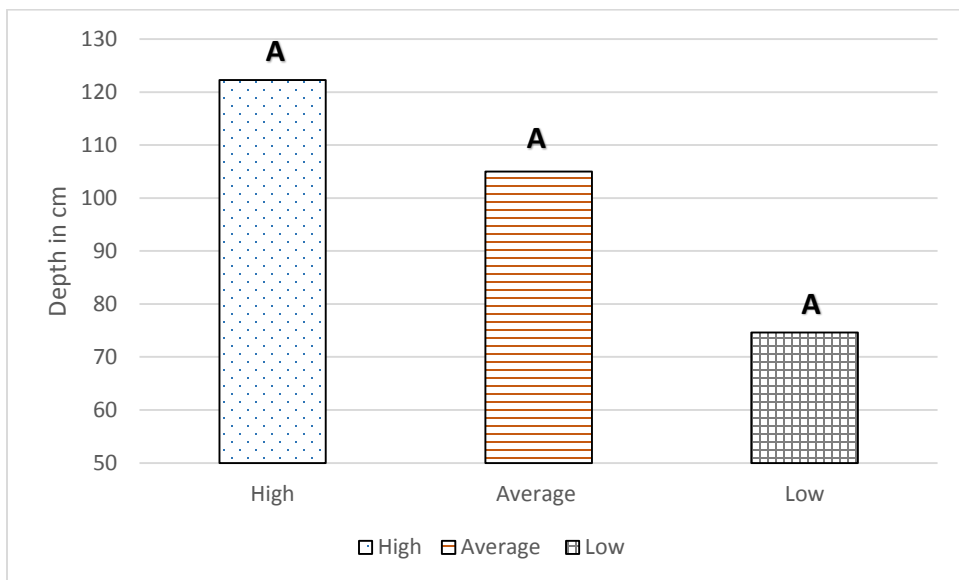 130
120
110
100
90
80
70
60
50
Depth in cm
A
A
A
High
Average
Low
High
Average
Low